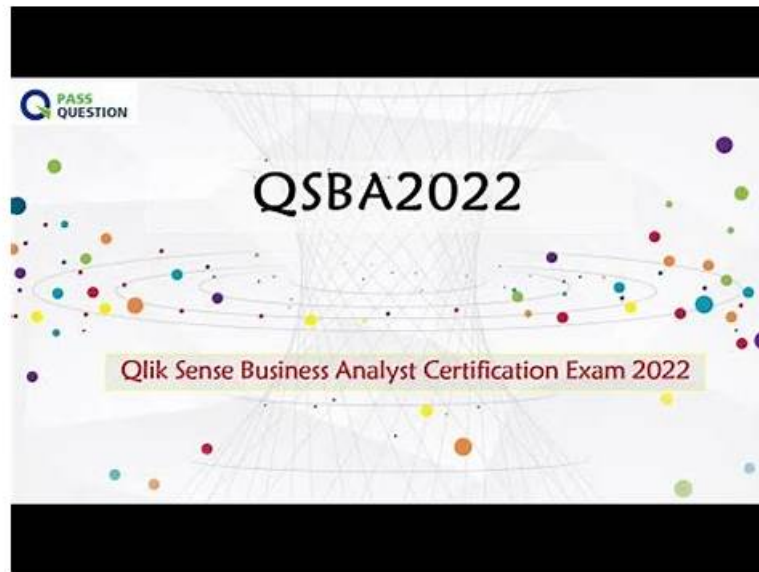 PASS
QUESTION
QSBA2022
Qlik Sense Business Analyst Certification Exam 2022